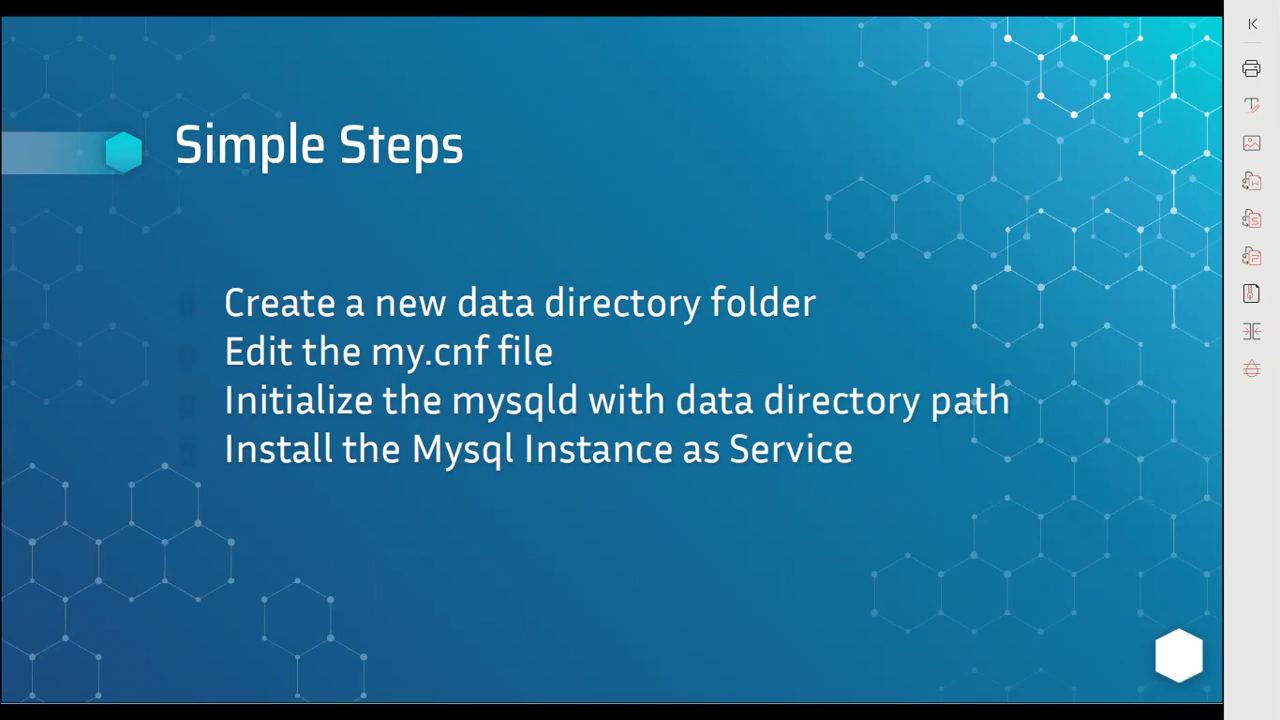 Simple Steps
Create a new data directory folder
Edit the my.cnf file
Initialize the mysqld with data directory path
Install the Mysql Instance as Service